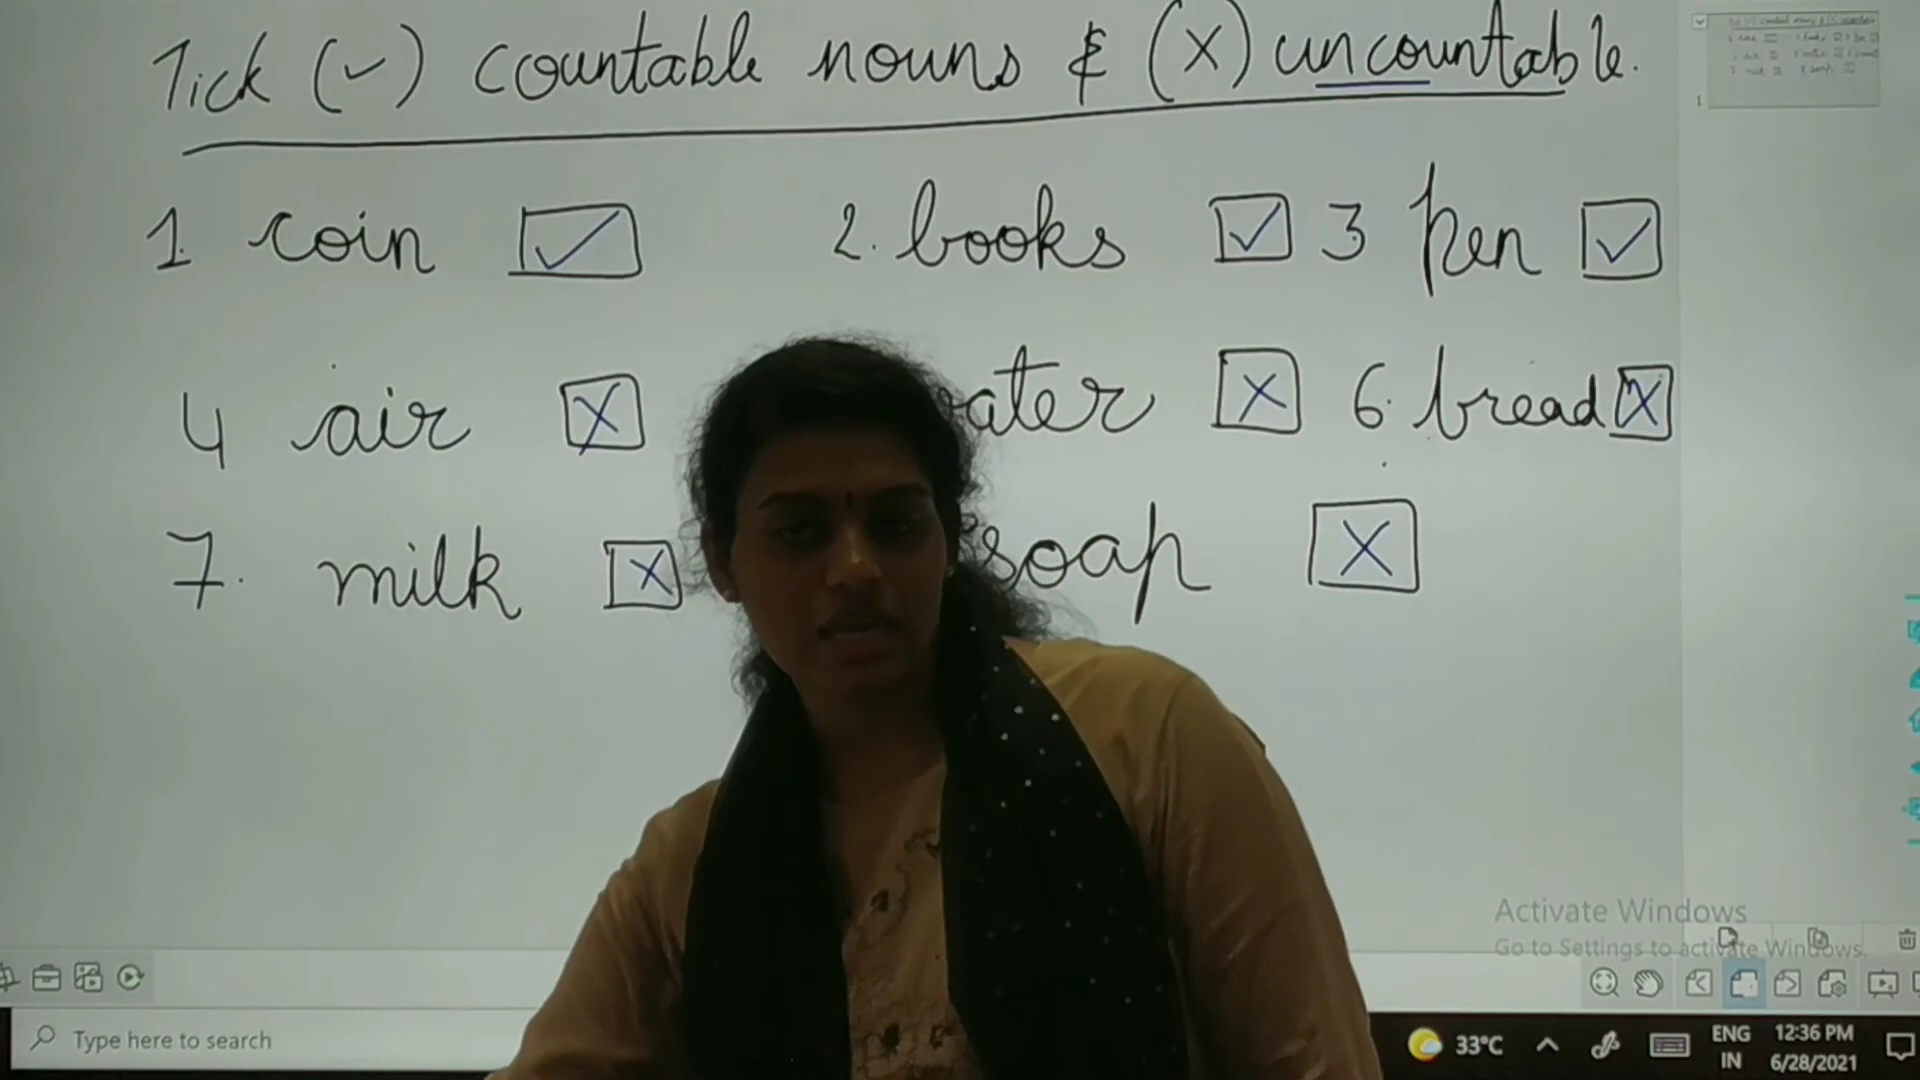 Tick (✓) countable nouns & (X) uncountable.
1. coin ✓ 2. books ✓ 3 pen ✓
4 air X ater X 6. bread X
7. milk X soap X
1
Activate Windows
Go to Settings to activate Windows.
Type here to search
33°C
ENG
IN
12:36 PM
6/28/2021